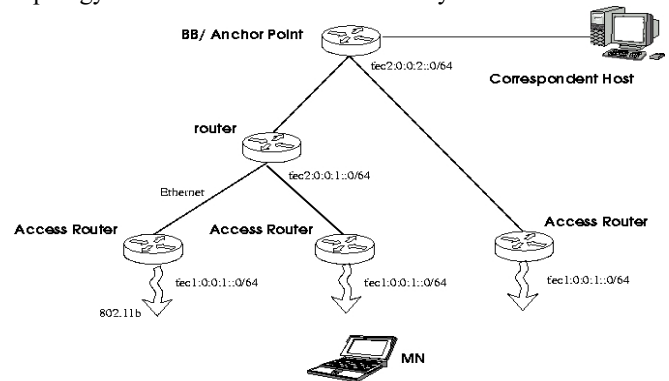 BB/ Anchor Point
fec2:0:0:2::0/64
Correspondent Host
router
fec2:0:0:1::0/64
Ethernet
Access Router
Access Router
Access Router
fec1:0:0:1::0/64
fec1:0:0:1::0/64
fec1:0:0:1::0/64
802.11b
MN